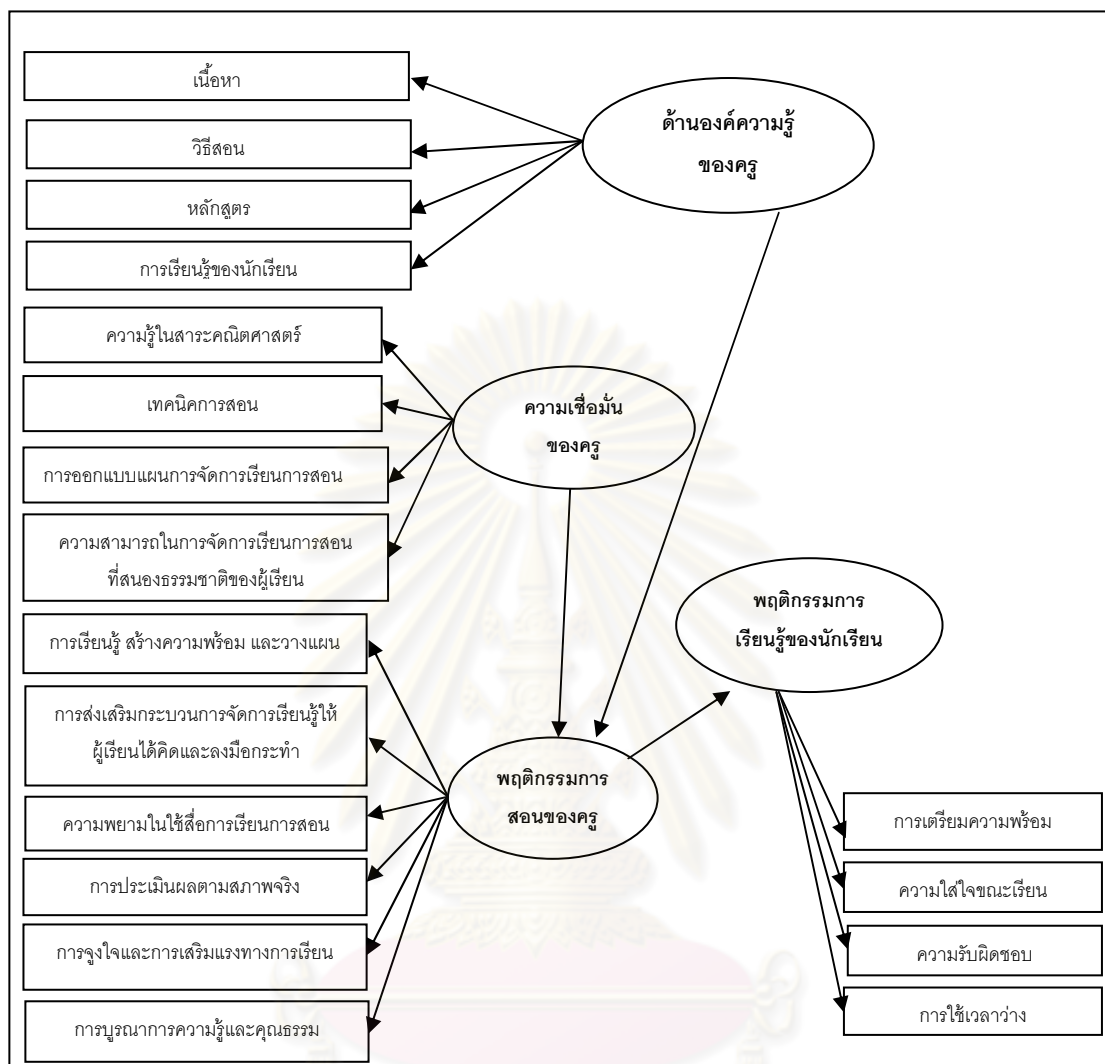 เนื้อหา
วิธีสอน
หลักสูตร
การเรียนรู้ของนักเรียน
ด้านองค์ความรู้
ของครู
ความรู้ในสาระคณิตศาสตร์
เทคนิคการสอน
การออกแบบแผนการจัดการเรียนการสอน
ความสามารถในการจัดการเรียนการสอน
ที่สนองธรรมชาติของผู้เรียน
ความเชื่อมั่น
ของครู
การเรียนรู้ สร้างความพร้อม และวางแผน
การส่งเสริมกระบวนการจัดการเรียนรู้ให้
ผู้เรียนได้คิดและลงมือกระทำ
ความพยามในใช้สื่อการเรียนการสอน
การประเมินผลตามสภาพจริง
การจูงใจและการเสริมแรงทางการเรียน
การบูรณาการความรู้และคุณธรรม
พฤติกรรมการ
สอนของครู
พฤติกรรมการ
เรียนรู้ของนักเรียน
การเตรียมความพร้อม
ความใส่ใจขณะเรียน
ความรับผิดชอบ
การใช้เวลาว่าง